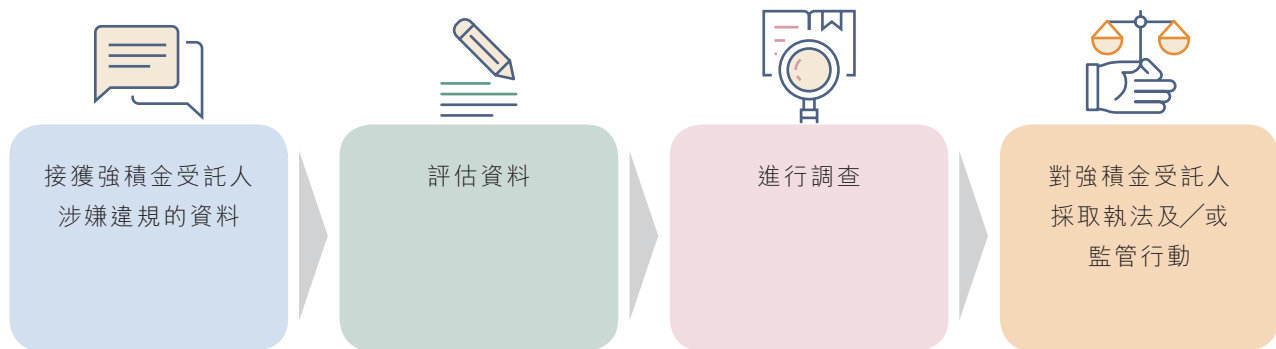 接獲強積金受託人
涉嫌違規的資料
評估資料
進行調查
對強積金受託人
採取執法及／或
監管行動